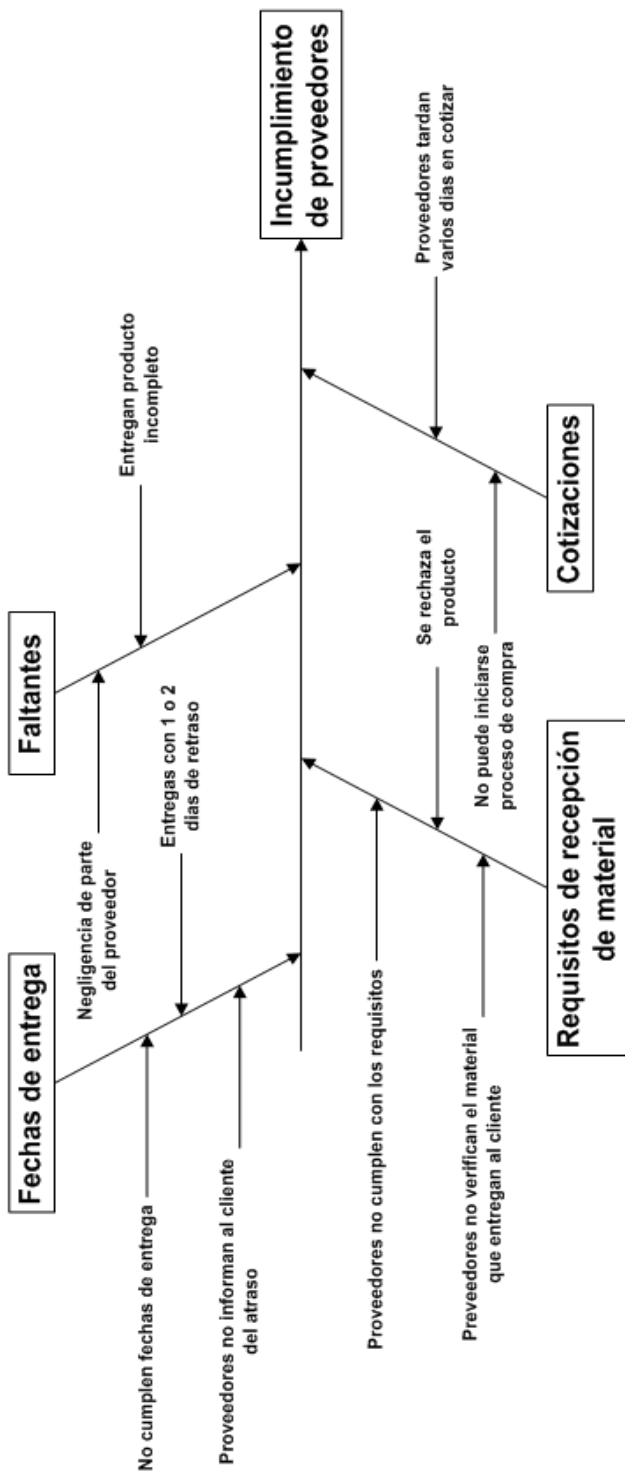 Fechas de entrega
No cumplen fechas de entrega
Entregas con 1 o 2
dias de retraso
Proveedores no informan al cliente
del atraso
Faltantes
Negligencia de parte
del proveedor
Entregan producto
incompleto
Incumplimiento
de proveedores
Proveedores no cumplen con los requisitos
Se rechaza el
producto
Preveedores no verifican el material
que entregan al cliente
Requisitos de recepción
de material
Proveedores tardan
varios dias en cotizar
No puede iniciarse
proceso de compra
Cotizaciones